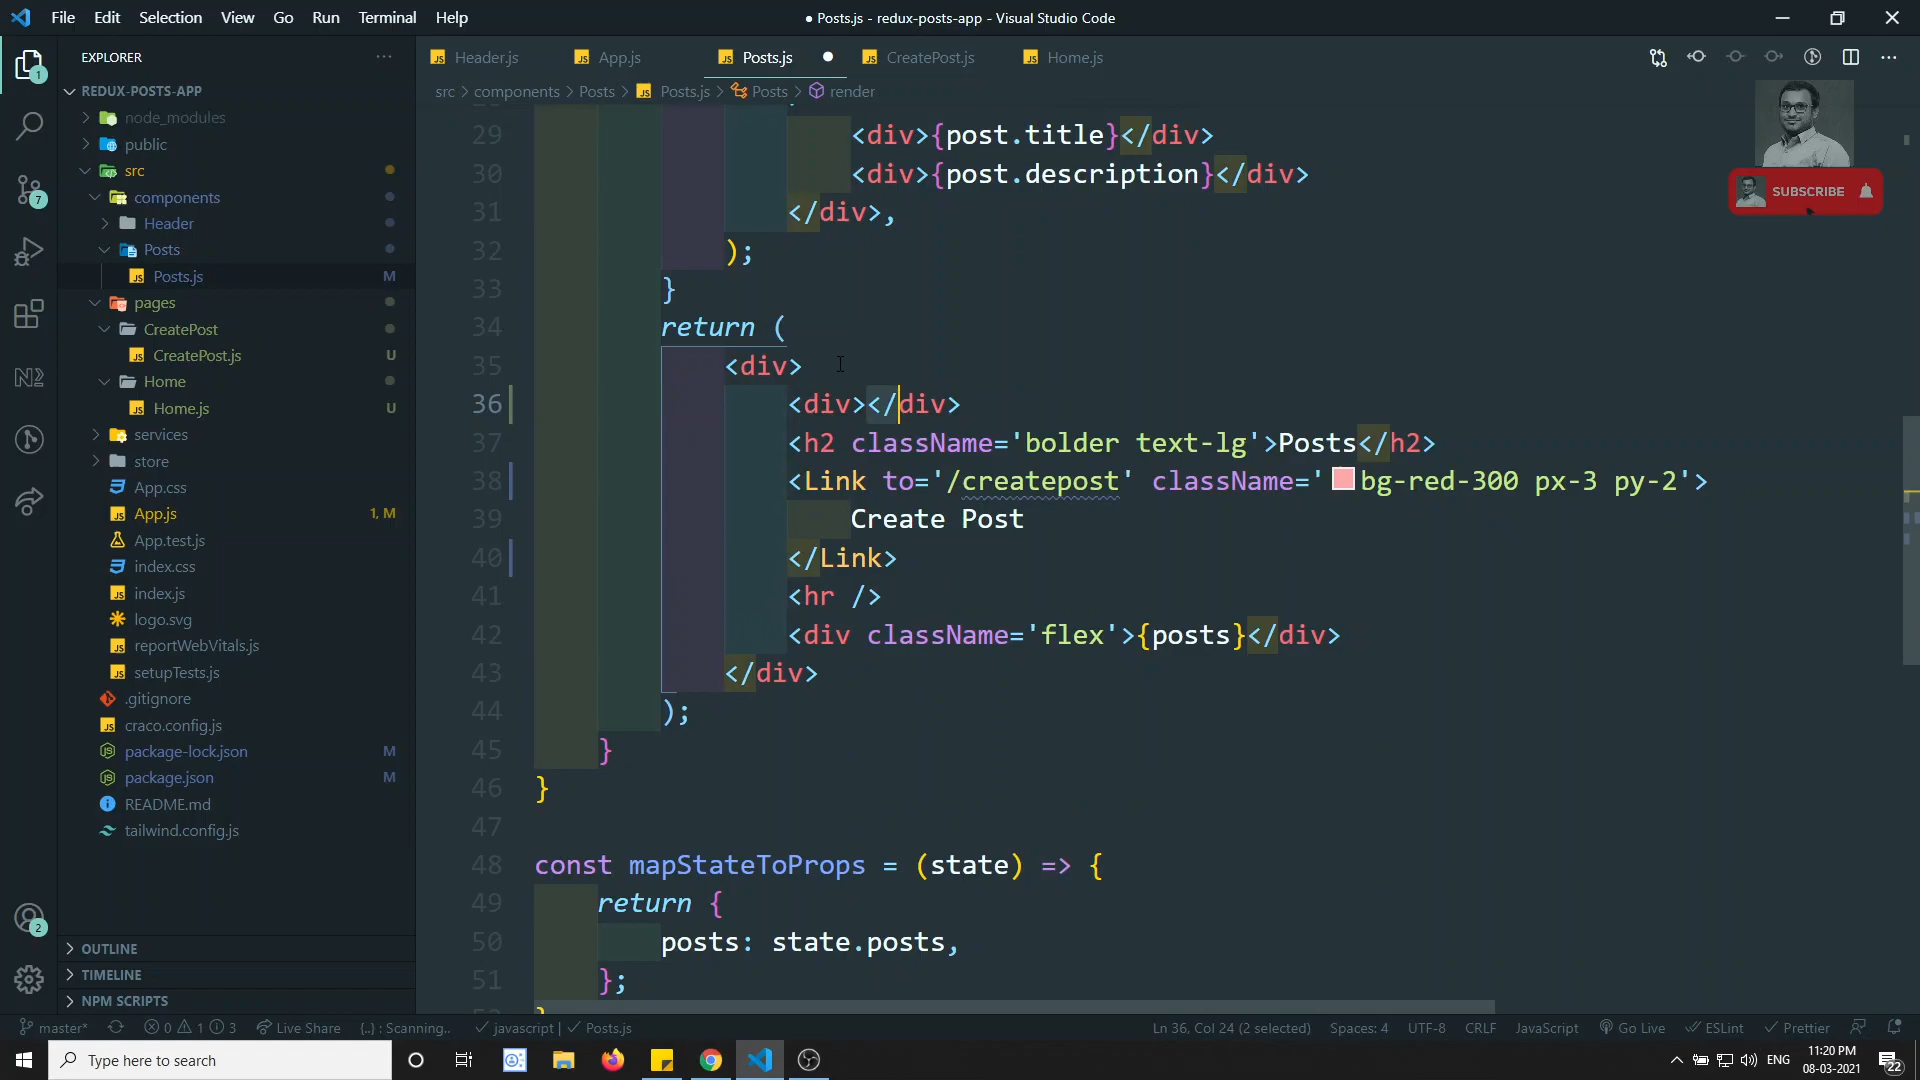 File Edit Selection View Go Run Terminal Help
● Posts.js - redux-posts-app - Visual Studio Code
EXPLORER
REDUX-POSTS-APP
node_modules
public
src
components
Header
Posts
Posts.js M
pages
CreatePost
CreatePost.js U
Home
Home.js U
services
store
App.css
App.js 1, M
App.test.js
index.css
index.js
logo.svg
reportWebVitals.js
setupTests.js
.gitignore
craco.config.js
package-lock.json M
package.json M
README.md
tailwind.config.js
OUTLINE
TIMELINE
NPM SCRIPTS
1
7
2
Header.js App.js Posts.js CreatePost.js Home.js
src > components > Posts > Posts.js > Posts > render
29 <div>{post.title}</div>
30 <div>{post.description}</div>
31 </div>,
32 );
33 }
34 return (
35 <div>
36 <div></div>
37 <h2 className='bolder text-lg'>Posts</h2>
38 <Link to='/createpost' className='bg-red-300 px-3 py-2'>
39 Create Post
40 </Link>
41 <hr />
42 <div className='flex'>{posts}</div>
43 </div>
44 );
45 }
46 }
47
48 const mapStateToProps = (state) => {
49 return {
50 posts: state.posts,
51 };
SUBSCRIBE
master* 0 1 3 Live Share {..} : Scanning.. javascript | Posts.js
Ln 36, Col 24 (2 selected) Spaces: 4 UTF-8 CRLF JavaScript Go Live ESLint Prettier
Type here to search
ENG
11:20 PM
08-03-2021
22